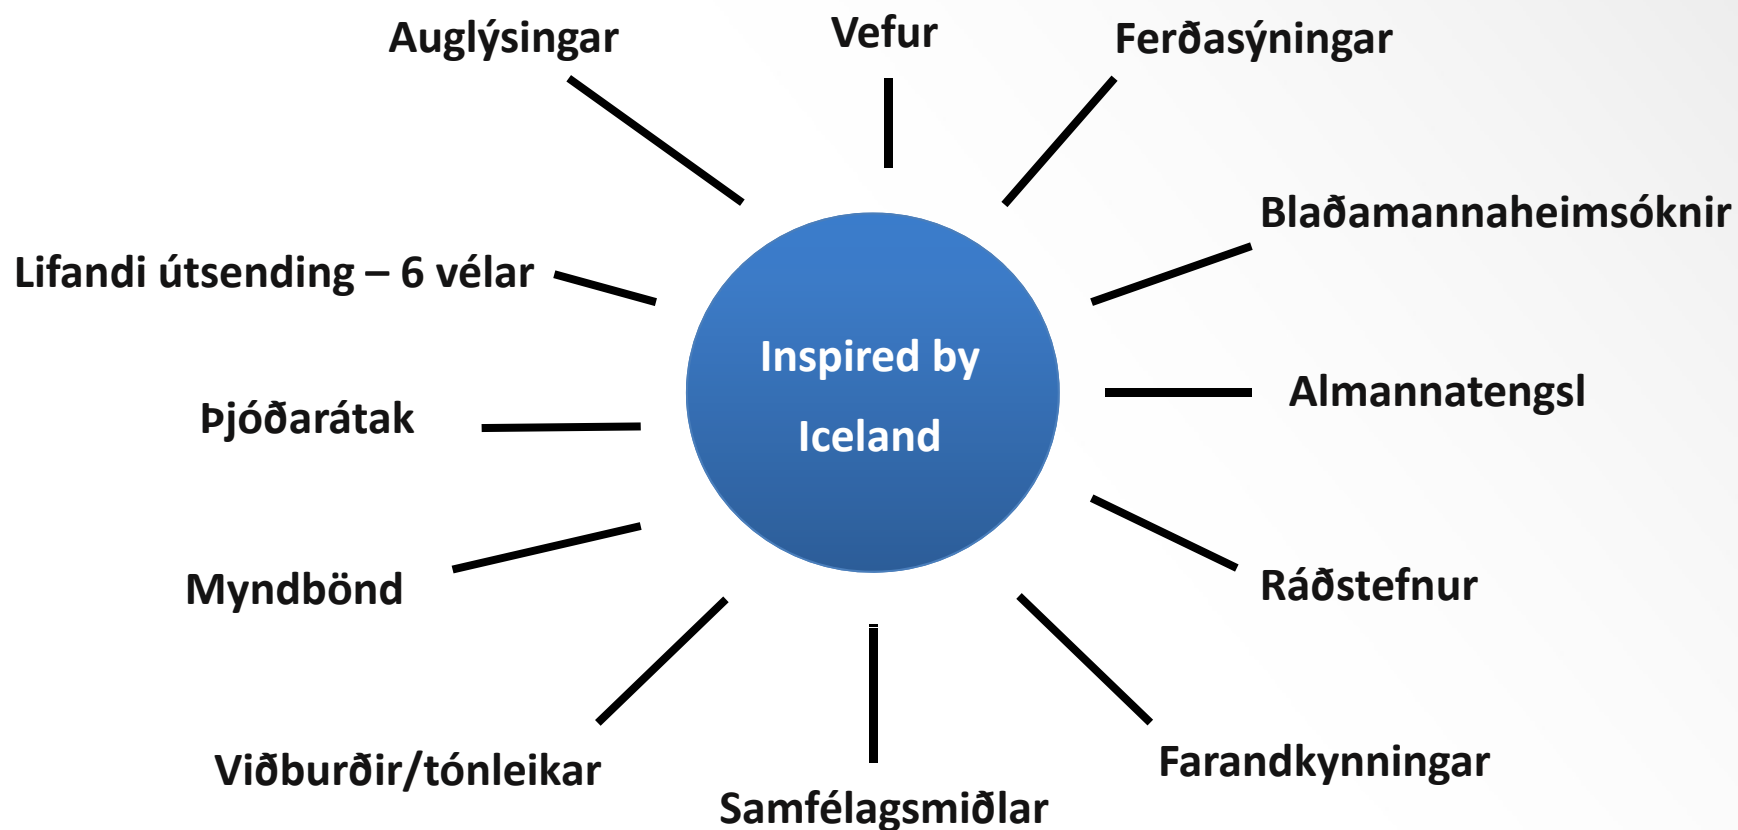 Auglýsingar
Vefur
Ferðasýningar
Blaðamannaheimsóknir
Lifandi útsending – 6 vélar
Inspired by
Iceland
Almannatengsl
Þjóðarátak
Myndbönd
Ráðstefnur
Viðburðir/tónleikar
Farandkynningar
Samfélagsmiðlar